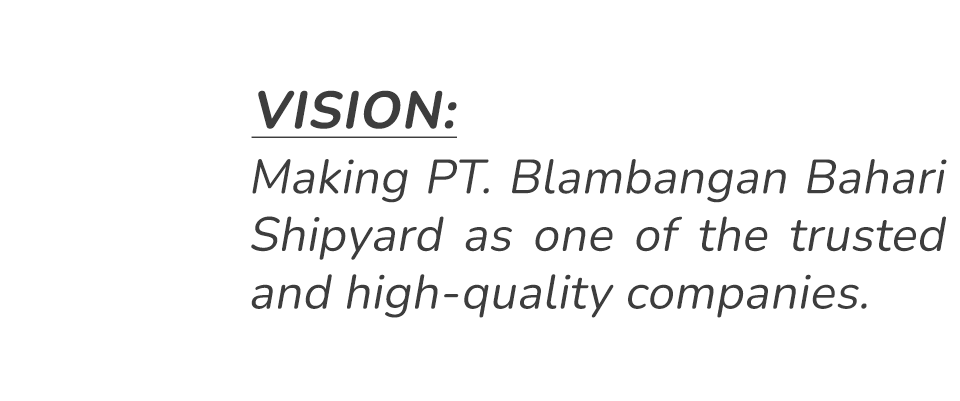 VISION:
Making PT. Blambangan Bahari
Shipyard as one of the trusted
and high-quality companies.